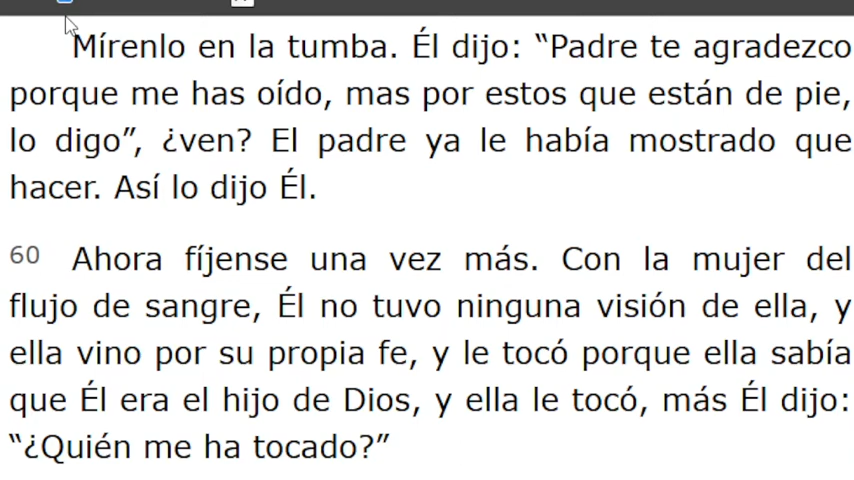 Mírenlo en la tumba. Él dijo: “Padre te agradezco
porque me has oído, mas por estos que están de pie,
lo digo”, ¿ven? El padre ya le había mostrado que
hacer. Así lo dijo Él.
60 Ahora fíjense una vez más. Con la mujer del
flujo de sangre, Él no tuvo ninguna visión de ella, y
ella vino por su propia fe, y le tocó porque ella sabía
que Él era el hijo de Dios, y ella le tocó, más Él dijo:
“¿Quién me ha tocado?”